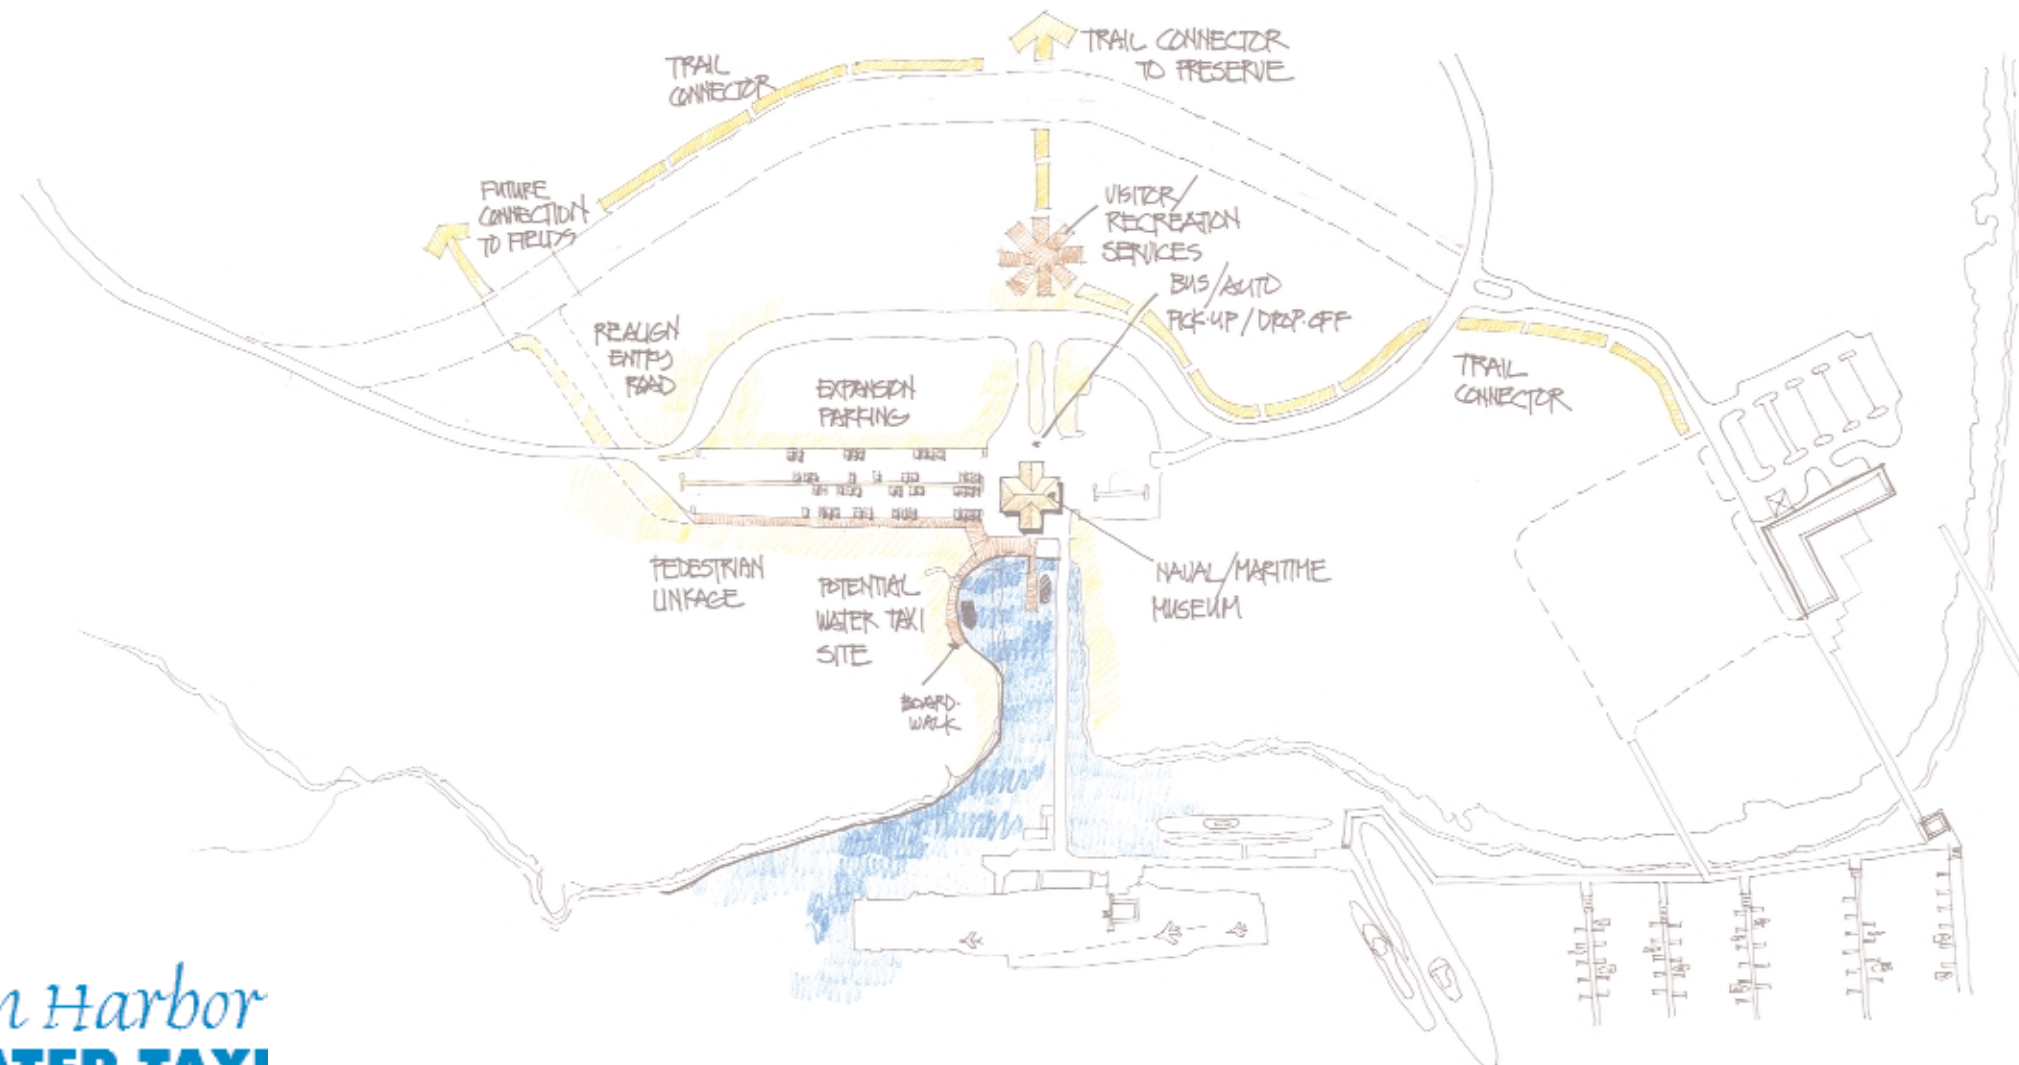 TRAIL
CONNECTOR
TRAIL CONNECTOR
TO PRESERVE
FUTURE
CONNECTION
TO FIELDS
VISITOR/
RECREATION
SERVICES
BUS/AUTO
PICK-UP/DROP-OFF
REALIGN
ENTRY
ROAD
EXPANSION
PARKING
TRAIL
CONNECTOR
PEDESTRIAN
LINKAGE
POTENTIAL
WATER TAXI
SITE
NAVAL/MARITIME
MUSEUM
BOARD-
WALK
n Harbor
ATER TAXI